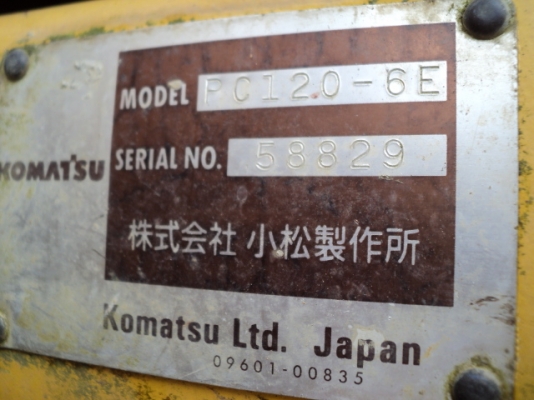 MODEL PC120-6E
SERIAL NO. 58829
KOMATSU
株式会社 小松製作所
Komatsu Ltd. Japan
09601-00835